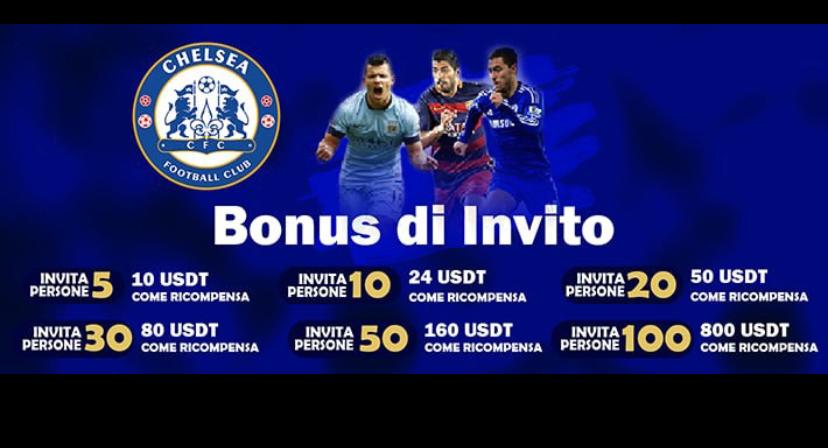 CHELSEA
CFC
FOOTBALL CLUB
SAMSUNG
Bonus di Invito
INVITA
PERSONE 5
10 USDT
COME RICOMPENSA
INVITA
PERSONE 10
24 USDT
COME RICOMPENSA
INVITA
PERSONE 20
50 USDT
COME RICOMPENSA
INVITA
PERSONE 30
80 USDT
COME RICOMPENSA
INVITA
PERSONE 50
160 USDT
COME RICOMPENSA
INVITA
PERSONE 100
800 USDT
COME RICOMPENSA